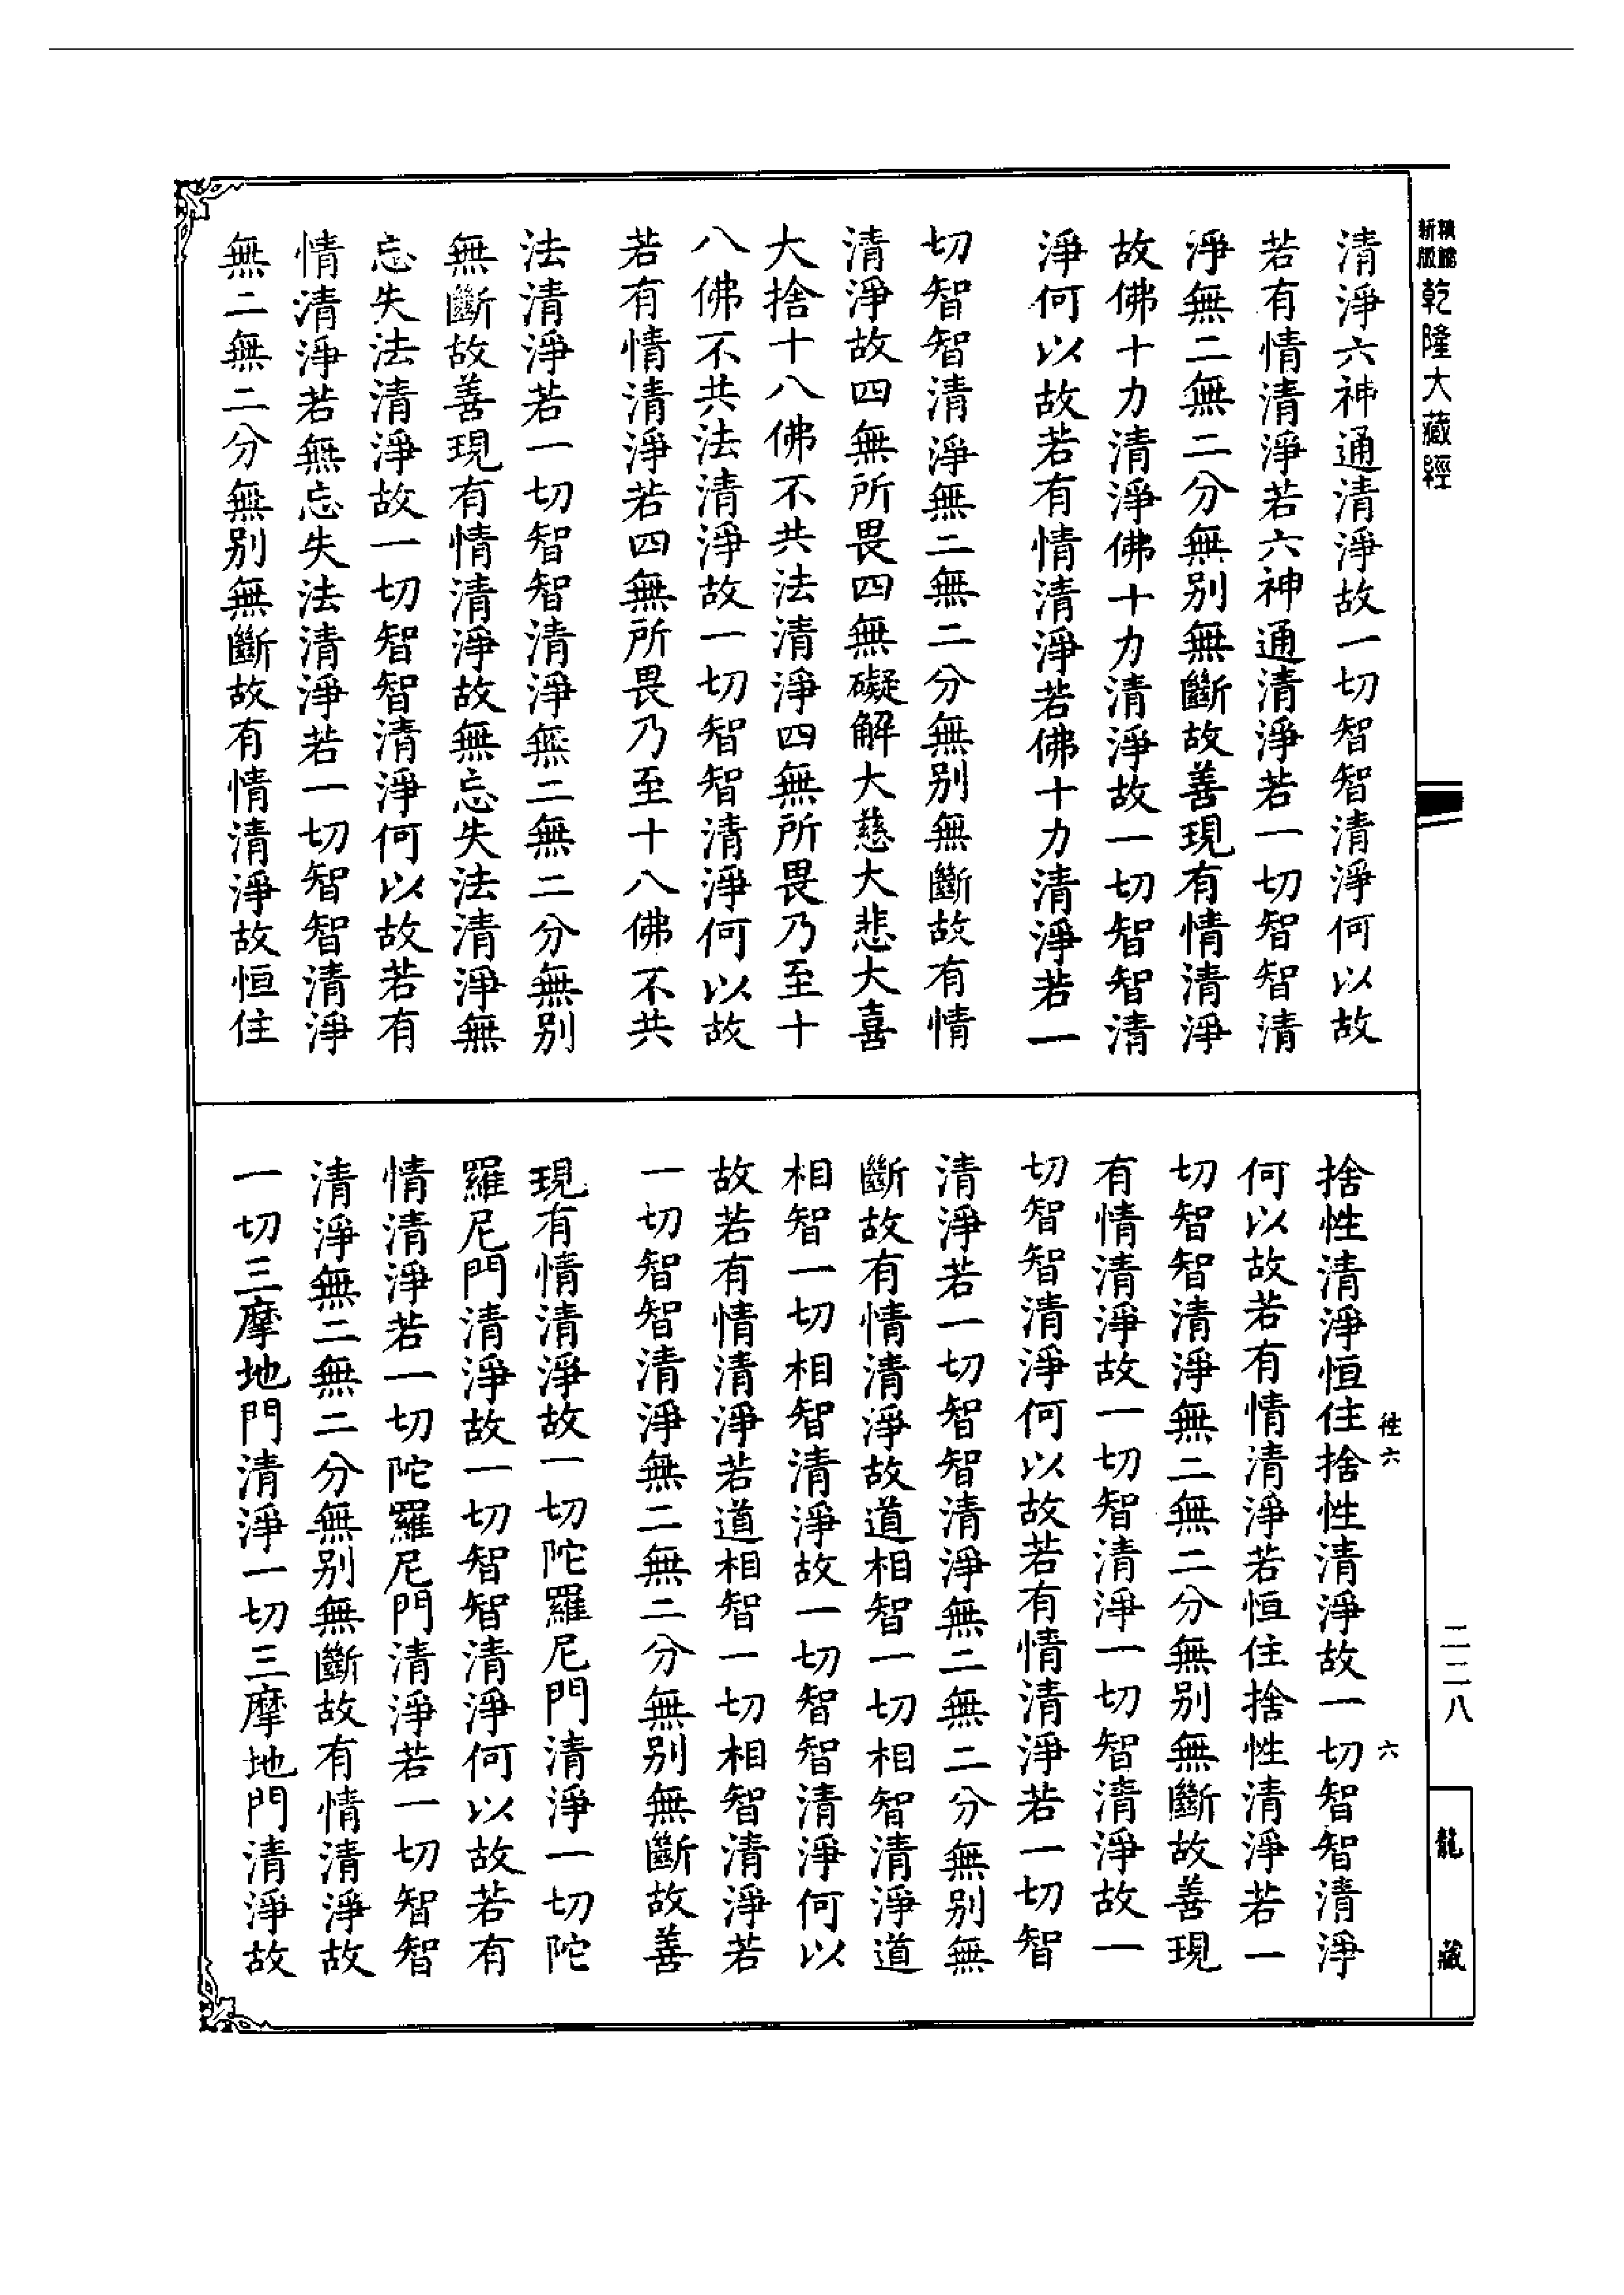 清淨六神通清淨故一切智智清淨何以故
若有情清淨若六神通清淨若一切智智清
淨無二無二分無別無斷故善現有情清淨
故佛十力清淨佛十力清淨故一切智智清
淨何以故若有情清淨若佛十力清淨若一
切智智清淨無二無二分無別無斷故有情
清淨故四無所畏四無礙解大慈大悲大喜
大捨十八佛不共法清淨四無所畏乃至十
八佛不共法清淨故一切智智清淨何以故
若有情清淨若四無所畏乃至十八佛不共
法清淨若一切智智清淨無二無二分無別
無斷故善現有情清淨故無忘失法清淨無
忘失法清淨故一切智智清淨何以故若有
情清淨若無忘失法清淨若一切智智清淨
無二無二分無別無斷故有情清淨故恒住
捨性清淨恒住捨性清淨故一切智智清淨
何以故若有情清淨若恒住捨性清淨若一
切智智清淨無二無二分無別無斷故善現
有情清淨故一切智清淨一切智清淨故一
切智智清淨何以故若有情清淨若一切智
清淨若一切智智清淨無二無二分無別無
斷故有情清淨故道相智一切相智清淨道
相智一切相智清淨故一切智智清淨何以
故若有情清淨若道相智一切相智清淨若
一切智智清淨無二無二分無別無斷故善
現有情清淨故一切陀羅尼門清淨一切陀
羅尼門清淨故一切智智清淨何以故若有
情清淨若一切陀羅尼門清淨若一切智智
清淨無二無二分無別無斷故有情清淨故
一切三摩地門清淨一切三摩地門清淨故
新版
乾隆大藏經
六
六
二二八
龍藏